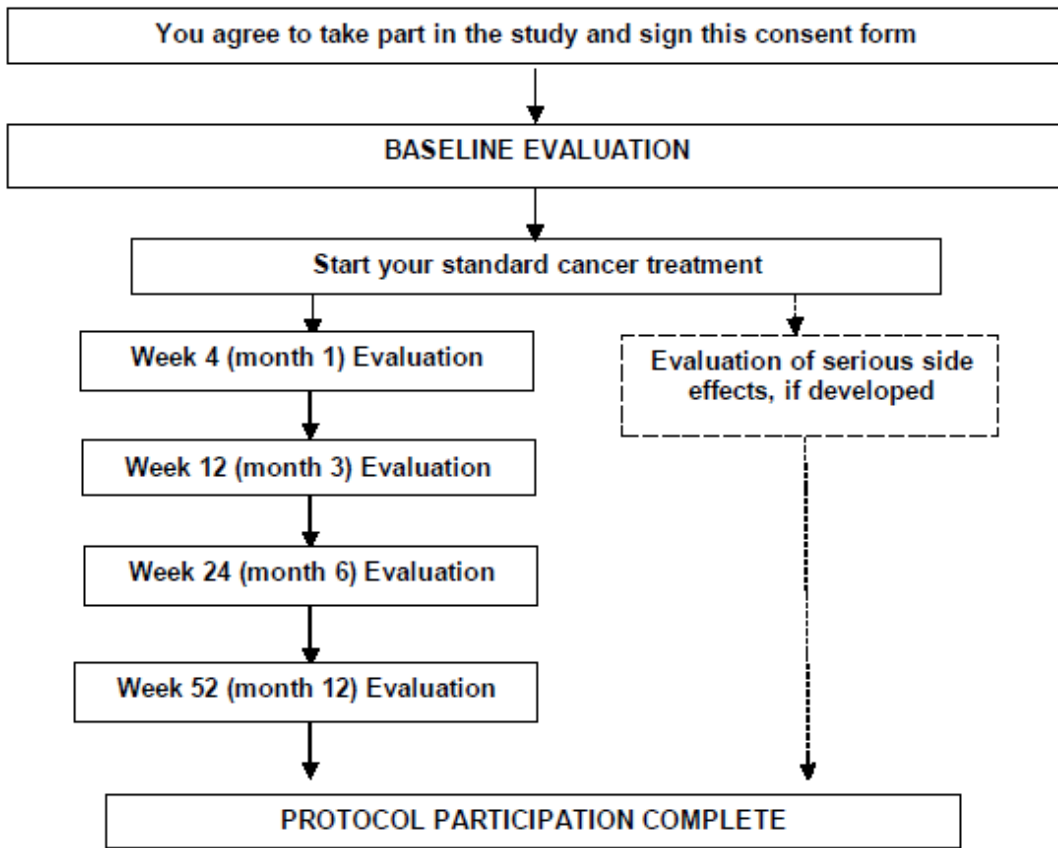 You agree to take part in the study and sign this consent form
BASELINE EVALUATION
Start your standard cancer treatment
Week 4 (month 1) Evaluation
Evaluation of serious side
effects, if developed
Week 12 (month 3) Evaluation
Week 24 (month 6) Evaluation
Week 52 (month 12) Evaluation
PROTOCOL PARTICIPATION COMPLETE